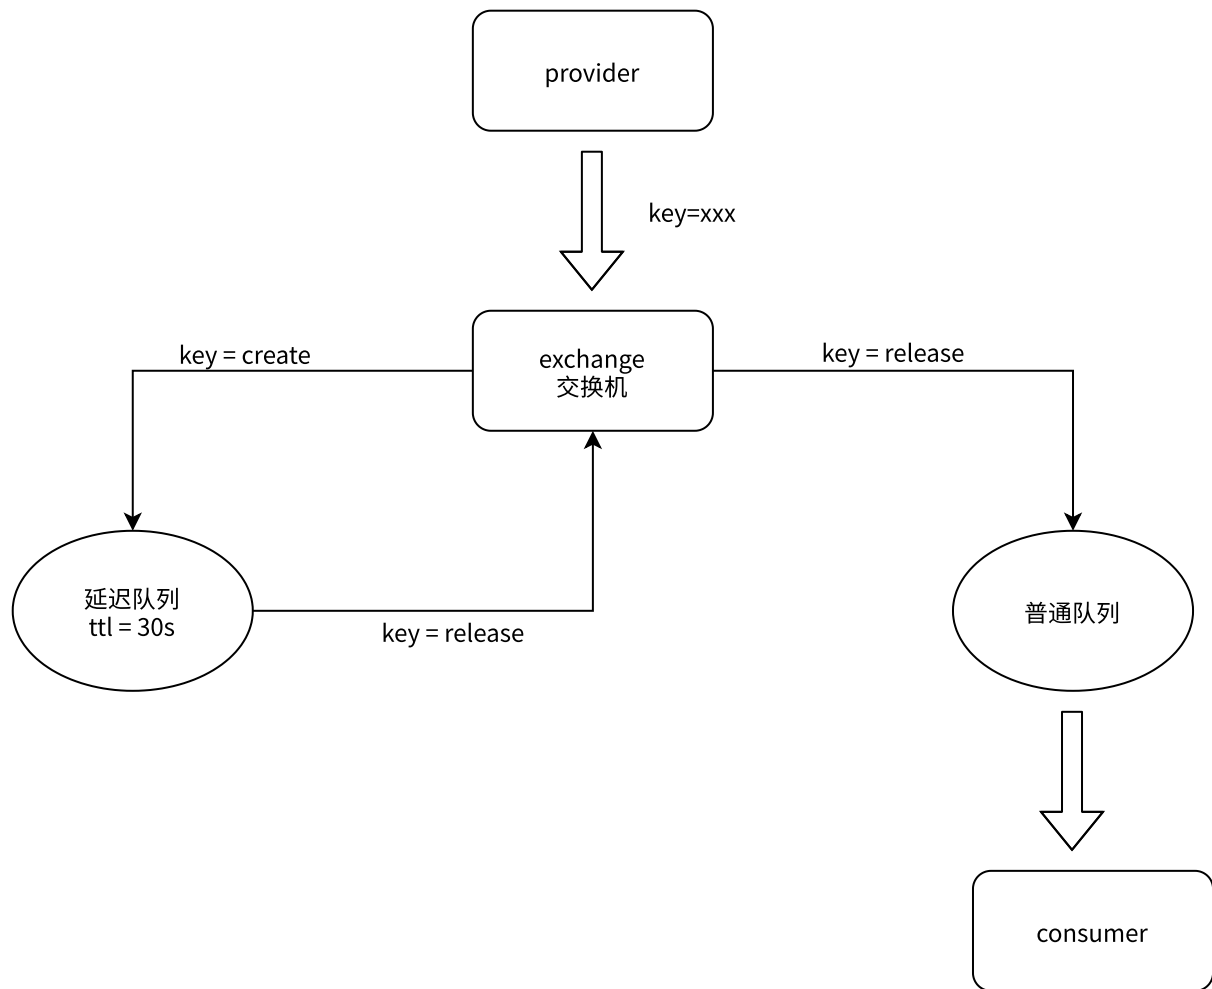 provider
key=xxx
key = create
exchange
交换机
key = release
延迟队列
ttl = 30s
key = release
普通队列
consumer